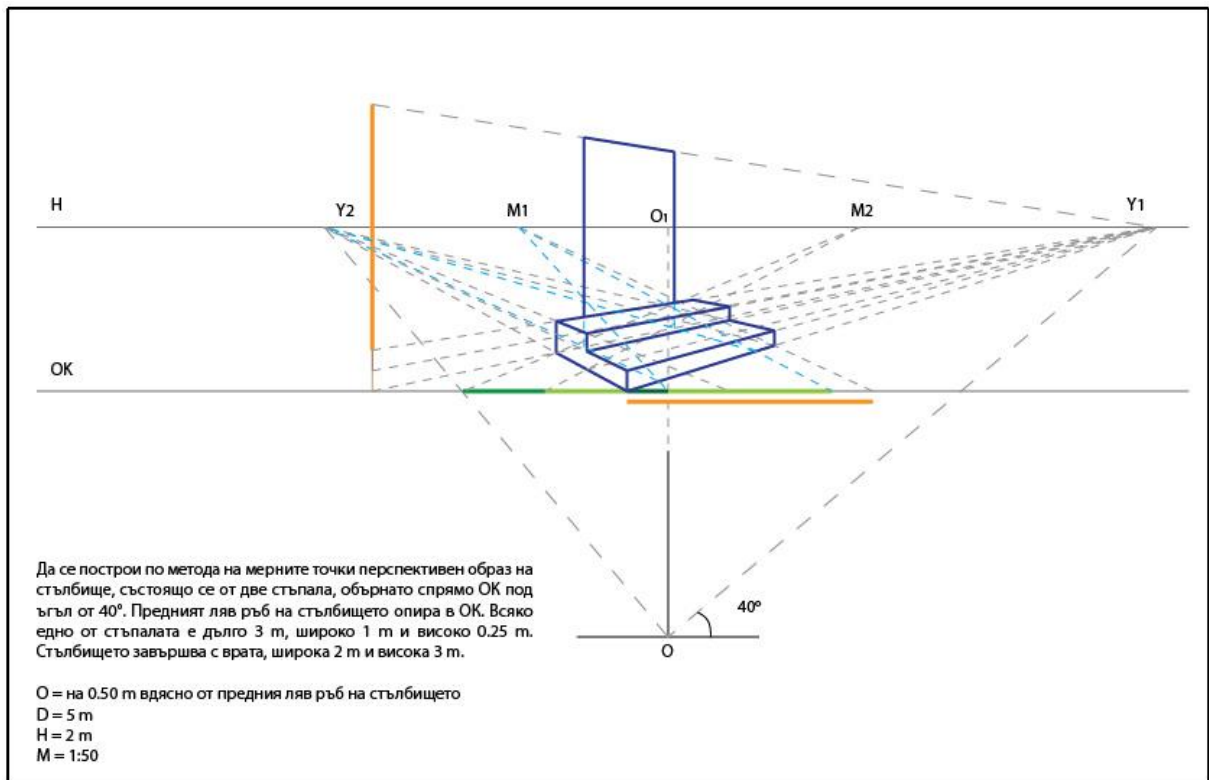 H
Y2
M1
O1
M2
Y1
OK
40°
O
Да се построи по метода на мерните точки перспективен образ на
стълбище, състоящо се от две стъпала, обърнато спрямо ОК под
ъгъл от 40°. Предният ляв ръб на стълбището опира в ОК. Всяко
едно от стъпалата е дълго 3 m, широко 1 m и високо 0.25 m.
Стълбището завършва с врата, широка 2 m и висока 3 m.
O = на 0.50 m вдясно от предния ляв ръб на стълбището
D = 5 m
H = 2 m
M = 1:50